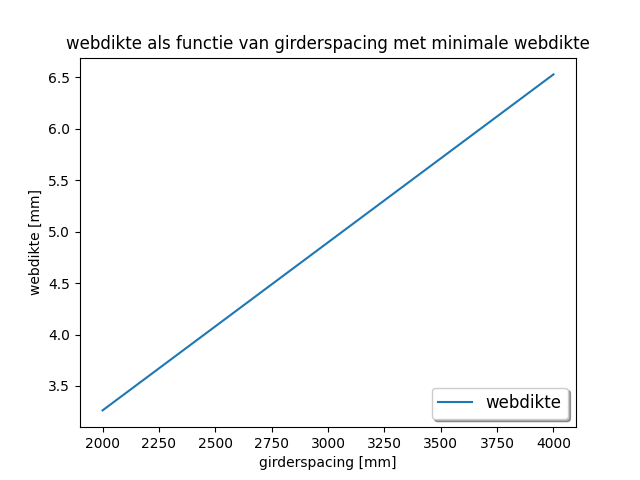 webdikte als functie van girderspacing met minimale webdikte
6.5
6.0
5.5
5.0
4.5
4.0
3.5
webdikte [mm]
webdikte
2000 2250 2500 2750 3000 3250 3500 3750 4000
girderspacing [mm]